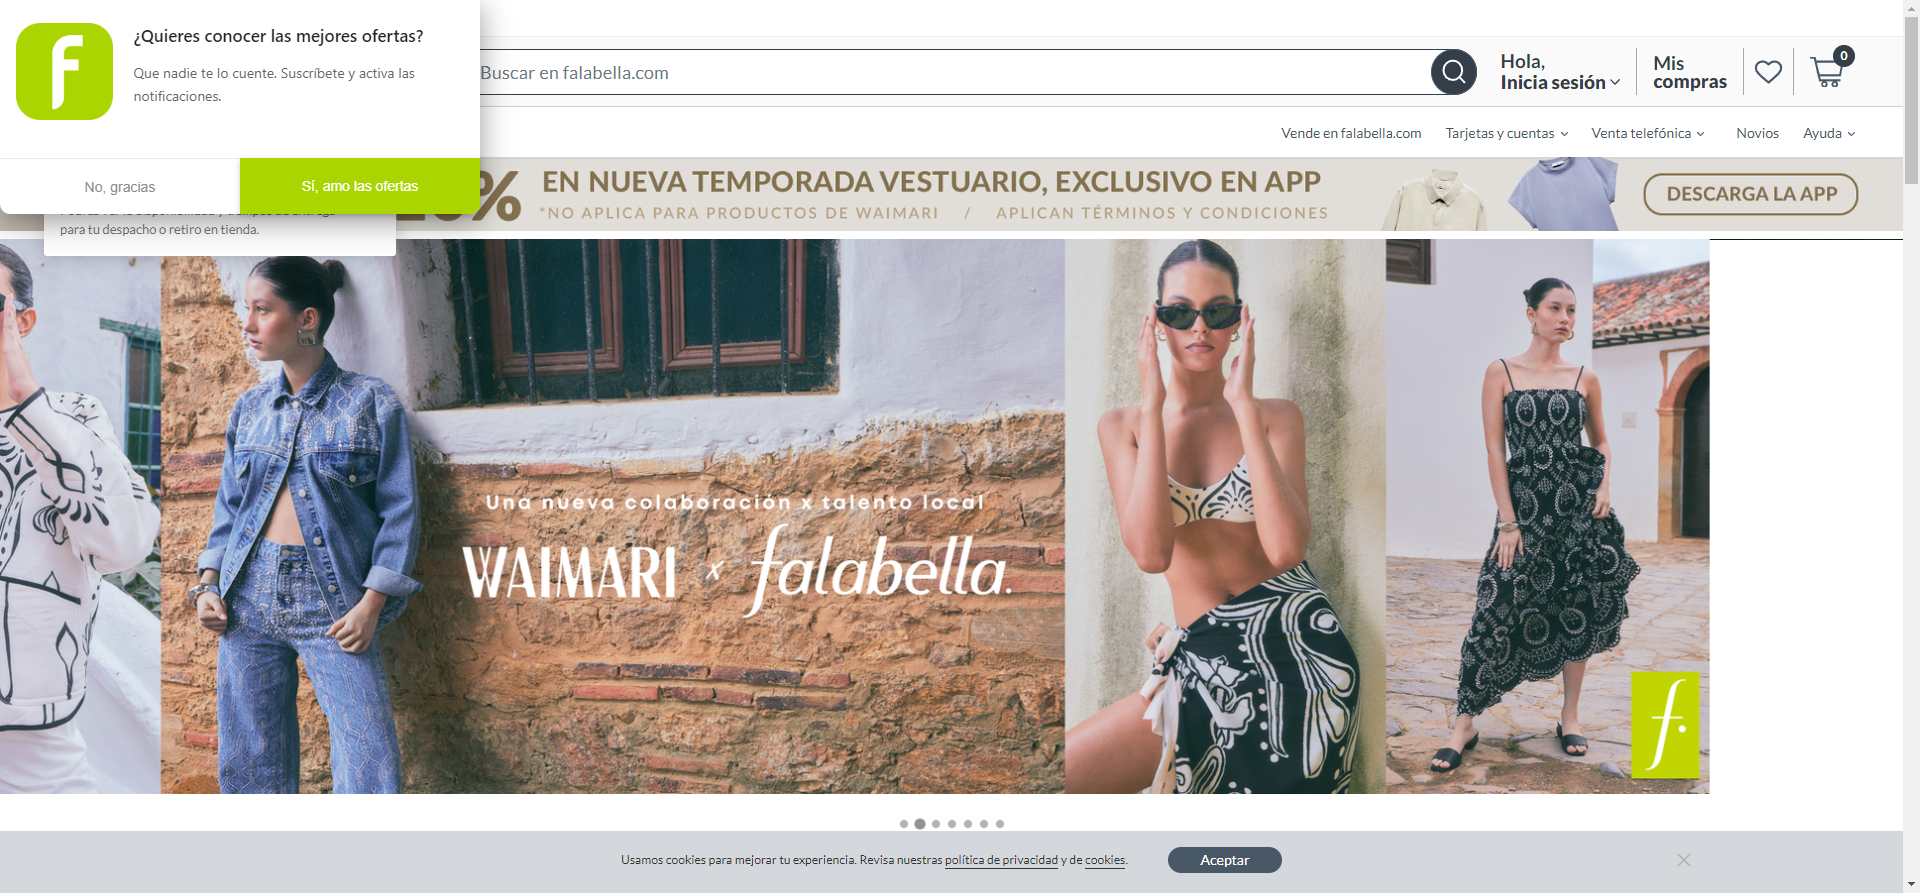 ¿Quieres conocer las mejores ofertas?
Que nadie te lo cuente. Suscríbete y activa las
notificaciones.
No, gracias
Sí, amo las ofertas
Buscar en falabella.com
Hola,
Inicia sesión
Mis
compras
0
Vende en falabella.com
Tarjetas y cuentas
Venta telefónica
Novios
Ayuda
para tu despacho o retiro en tienda.
% EN NUEVA TEMPORADA VESTUARIO, EXCLUSIVO EN APP
*NO APLICA PARA PRODUCTOS DE WAIMARI / APLICAN TÉRMINOS Y CONDICIONES
DESCARGA LA APP
Una nueva colaboración x talento local
WAIMARI x falabella.
f.
Usamos cookies para mejorar tu experiencia. Revisa nuestras política de privacidad y de cookies.
Aceptar